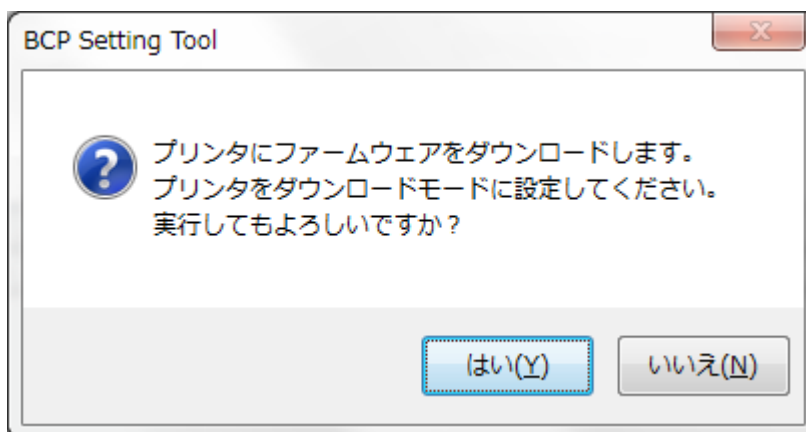 BCP Setting Tool
プリンタにファームウェアをダウンロードします。
プリンタをダウンロードモードに設定してください。
実行してもよろしいですか？
はい(Y)
いいえ(N)